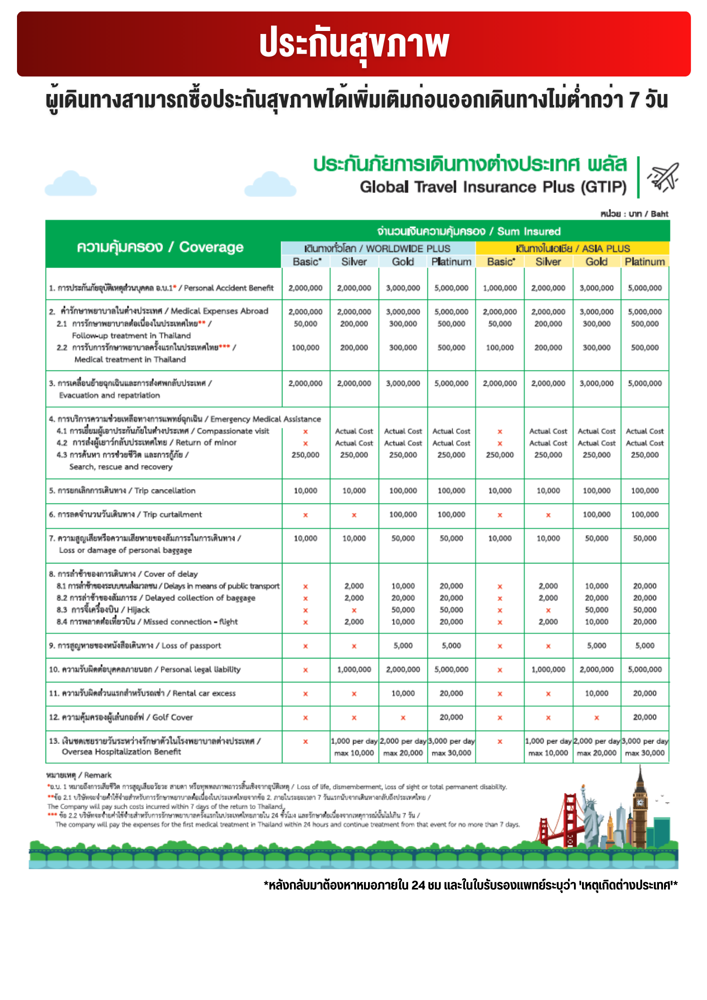 ประกันสุขภาพ
ผู้เดินทางสามารถซื้อประกันสุขภาพได้เพิ่มเติมก่อนออกเดินทางไม่ต่ำกว่า 7 วัน
ประกันภัยการเดินทางต่างประเทศ พลัส
Global Travel Insurance Plus (GTIP)
หน่วย : บาท / Baht
ความคุ้มครอง / Coverage
จำนวนเงินความคุ้มครอง / Sum Insured
เดินทางทั่วโลก / WORLDWIDE PLUS เดินทางในเอเชีย / ASIA PLUS
Basic* Silver Gold Platinum Basic* Silver Gold Platinum
1. การประกันภัยอุบัติเหตุส่วนบุคคล อ.บ.1* / Personal Accident Benefit 2,000,000 2,000,000 3,000,000 5,000,000 1,000,000 2,000,000 3,000,000 5,000,000
2. ค่ารักษาพยาบาลในต่างประเทศ / Medical Expenses Abroad 2,000,000 2,000,000 3,000,000 5,000,000 2,000,000 2,000,000 3,000,000 5,000,000
2.1 การรักษาพยาบาลต่อเนื่องในประเทศไทย** / 50,000 200,000 300,000 500,000 50,000 200,000 300,000 500,000
Follow-up treatment in Thailand
2.2 การรับการรักษาพยาบาลครั้งแรกในประเทศไทย*** / 100,000 200,000 300,000 500,000 100,000 200,000 300,000 500,000
Medical treatment in Thailand
3. การเคลื่อนย้ายฉุกเฉินและการส่งศพกลับประเทศ / 2,000,000 2,000,000 3,000,000 5,000,000 2,000,000 2,000,000 3,000,000 5,000,000
Evacuation and repatriation
4. การบริการความช่วยเหลือทางการแพทย์ฉุกเฉิน / Emergency Medical Assistance
4.1 การเยี่ยมผู้เอาประกันภัยในต่างประเทศ / Compassionate visit x Actual Cost Actual Cost Actual Cost x Actual Cost Actual Cost Actual Cost
4.2 การส่งผู้เยาว์กลับประเทศไทย / Return of minor x Actual Cost Actual Cost Actual Cost x Actual Cost Actual Cost Actual Cost
4.3 การค้นหา การช่วยชีวิต และการกู้ภัย / 250,000 250,000 250,000 250,000 250,000 250,000 250,000 250,000
Search, rescue and recovery
5. การยกเลิกการเดินทาง / Trip cancellation 10,000 10,000 100,000 100,000 10,000 10,000 100,000 100,000
6. การลดจำนวนวันเดินทาง / Trip curtailment x x 100,000 100,000 x x 100,000 100,000
7. ความสูญเสียหรือความเสียหายของสัมภาระในการเดินทาง / 10,000 10,000 50,000 50,000 10,000 10,000 50,000 50,000
Loss or damage of personal baggage
8. การล่าช้าของการเดินทาง / Cover of delay
8.1 การล่าช้าของระบบขนส่งมวลชน / Delays in means of public transport x 2,000 10,000 20,000 x 2,000 10,000 20,000
8.2 การล่าช้าของสัมภาระ / Delayed collection of baggage x 2,000 20,000 20,000 x 2,000 20,000 20,000
8.3 การจี้เครื่องบิน / Hijack x x 50,000 50,000 x x 50,000 50,000
8.4 การพลาดต่อเที่ยวบิน / Missed connection - flight x 2,000 10,000 20,000 x 2,000 10,000 20,000
9. การสูญหายของหนังสือเดินทาง / Loss of passport x x 5,000 5,000 x x 5,000 5,000
10. ความรับผิดต่อบุคคลภายนอก / Personal legal liability x 1,000,000 2,000,000 5,000,000 x 1,000,000 2,000,000 5,000,000
11. ความรับผิดส่วนแรกสำหรับรถเช่า / Rental car excess x x 10,000 20,000 x x 10,000 20,000
12. ความคุ้มครองผู้เล่นกอล์ฟ / Golf Cover x x x 20,000 x x x 20,000
13. เงินชดเชยรายวันระหว่างรักษาตัวในโรงพยาบาลต่างประเทศ / x 1,000 per day 2,000 per day 3,000 per day x 1,000 per day 2,000 per day 3,000 per day
Oversea Hospitalization Benefit max 10,000 max 20,000 max 30,000 max 10,000 max 20,000 max 30,000
หมายเหตุ / Remark
*อ.บ. 1 หมายถึงการเสียชีวิต การสูญเสียอวัยวะ สายตา หรือทุพพลภาพถาวรสิ้นเชิงจากอุบัติเหตุ / Loss of life, dismemberment, loss of sight or total permanent disability.
**ข้อ 2.1 บริษัทจะจ่ายค่าใช้จ่ายสำหรับการรักษาพยาบาลต่อเนื่องในประเทศไทยจากข้อ 2. ภายในระยะเวลา 7 วันแรกนับจากเดินทางกลับถึงประเทศไทย /
The Company will pay such costs incurred within 7 days of the return to Thailand.,
*** ข้อ 2.2 บริษัทจะจ่ายค่าใช้จ่ายสำหรับการรักษาพยาบาลครั้งแรกในประเทศไทยภายใน 24 ชั่วโมง และรักษาต่อเนื่องจากเหตุการณ์นั้นไม่เกิน 7 วัน /
The company will pay the expenses for the first medical treatment in Thailand within 24 hours and continue treatment from that event for no more than 7 days.
*หลังกลับมาต้องหาหมอภายใน 24 ชม และในใบรับรองแพทย์ระบุว่า 'เหตุเกิดต่างประเทศ'*